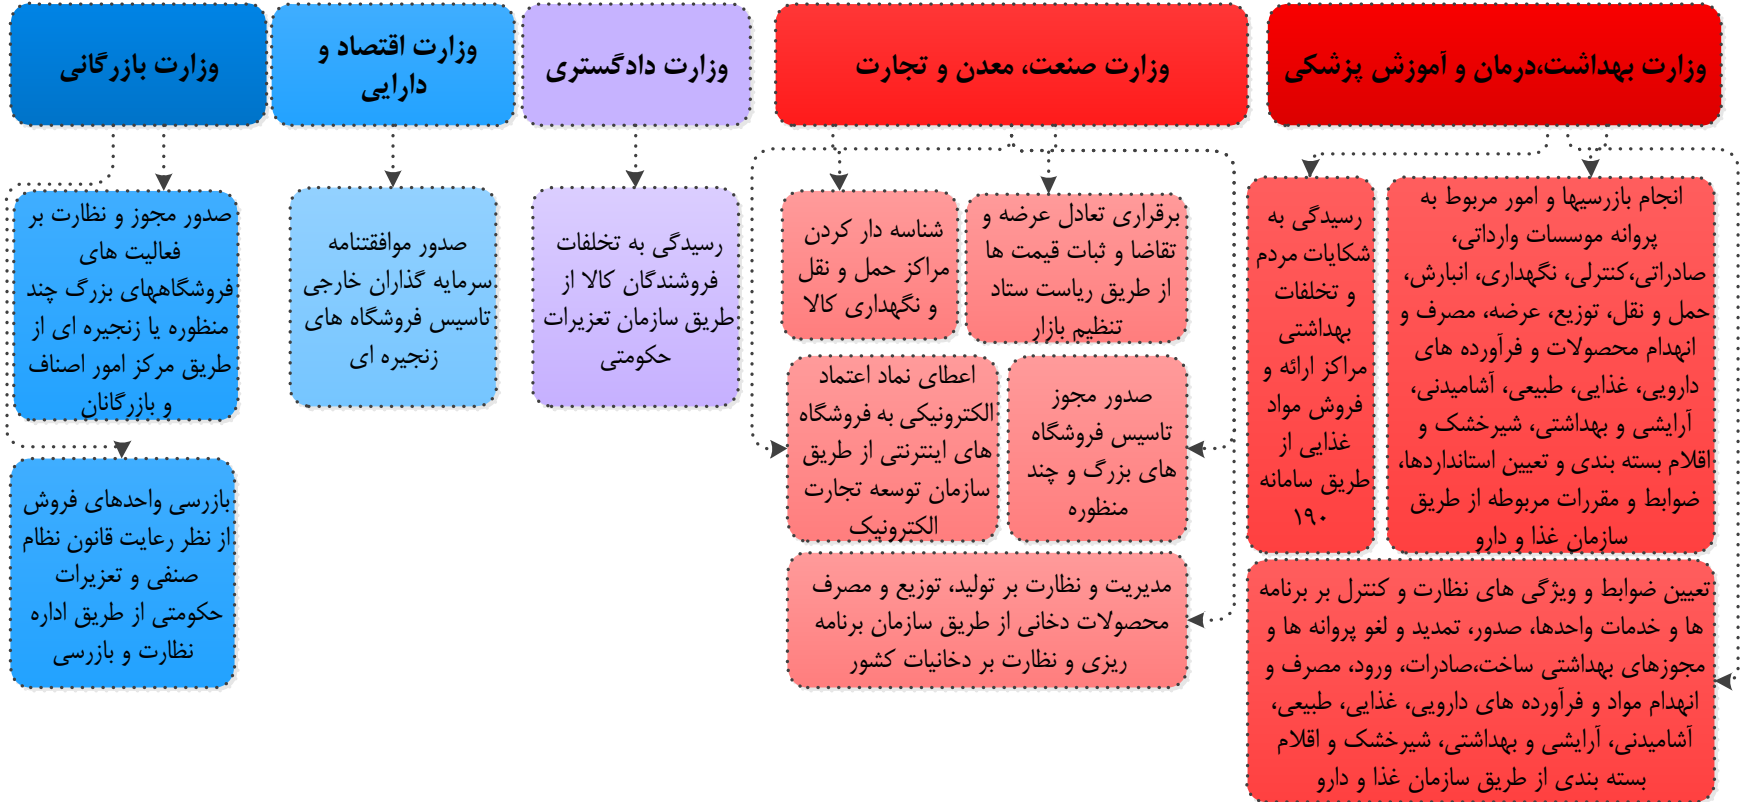 وزارت بهداشت،درمان و آموزش پزشکی
انجام بازرسیها و امور مربوط به
پروانه موسسات وارداتی،
صادراتی،کنترلی، نگهداری، انبارش،
حمل و نقل، توزیع، عرضه، مصرف و
انهدام محصولات و فرآورده های
دارویی، غذایی، طبیعی، آشامیدنی،
آرایشی و بهداشتی، شیرخشک و
اقلام بسته بندی و تعیین استانداردها،
ضوابط و مقررات مربوطه از طریق
سازمان غذا و دارو
رسیدگی به
شکایات مردم
و تخلفات
بهداشتی
مراکز ارائه و
فروش مواد
غذایی از
طریق سامانه
۱۹۰
تعیین ضوابط و ویژگی های نظارت و کنترل بر برنامه
ها و خدمات واحدها، صدور، تمدید و لغو پروانه ها و
مجوزهای بهداشتی ساخت،صادرات، ورود، مصرف و
انهدام مواد و فرآورده های دارویی، غذایی، طبیعی،
آشامیدنی، آرایشی و بهداشتی، شیرخشک و اقلام
بسته بندی از طریق سازمان غذا و دارو
وزارت صنعت، معدن و تجارت
برقراری تعادل عرضه و
تقاضا و ثبات قیمت ها
از طریق ریاست ستاد
تنظیم بازار
شناسه دار کردن
مراکز حمل و نقل
و نگهداری کالا
صدور مجوز
تاسیس فروشگاه
های بزرگ و چند
منظوره
اعطای نماد اعتماد
الکترونیکی به فروشگاه
های اینترنتی از طریق
سازمان توسعه تجارت
الکترونیک
مدیریت و نظارت بر تولید، توزیع و مصرف
محصولات دخانی از طریق سازمان برنامه
ریزی و نظارت بر دخانیات کشور
وزارت دادگستری
رسیدگی به تخلفات
فروشندگان کالا از
طریق سازمان تعزیرات
حکومتی
وزارت اقتصاد و
دارایی
صدور موافقتنامه
سرمایه گذاران خارجی
تاسیس فروشگاه های
زنجیره ای
وزارت بازرگانی
صدور مجوز و نظارت بر
فعالیت های
فروشگاههای بزرگ چند
منظوره یا زنجیره ای از
طریق مرکز امور اصناف
و بازرگانان
بازرسی واحدهای فروش
از نظر رعایت قانون نظام
صنفی و تعزیرات
حکومتی از طریق اداره
نظارت و بازرسی